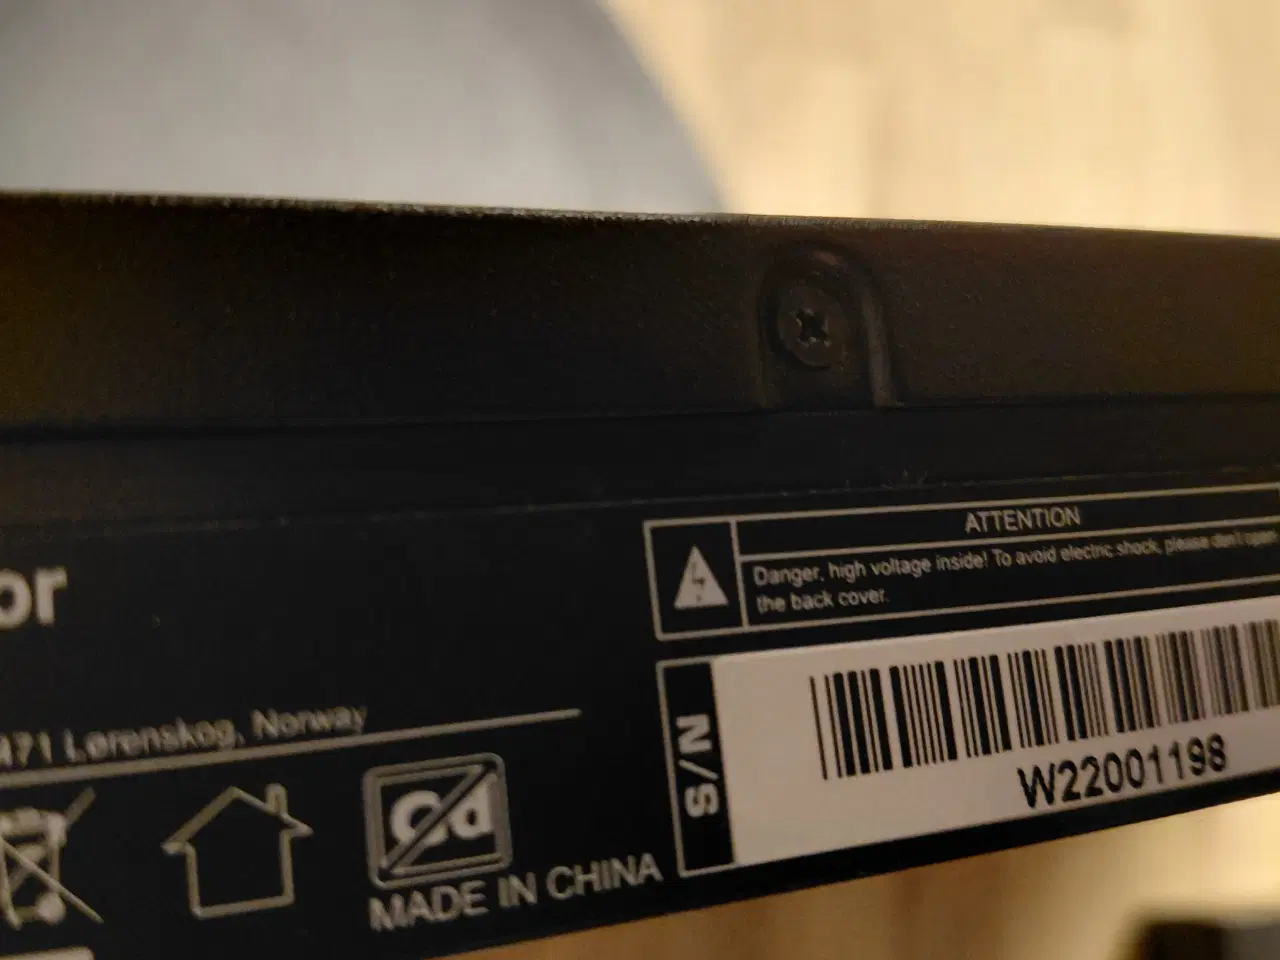 ATTENTION
Danger, high voltage inside! To avoid electric shock, please don't open
the back cover.
or
471 Lørenskog, Norway
S/N
W22001198
Cd
MADE IN CHINA